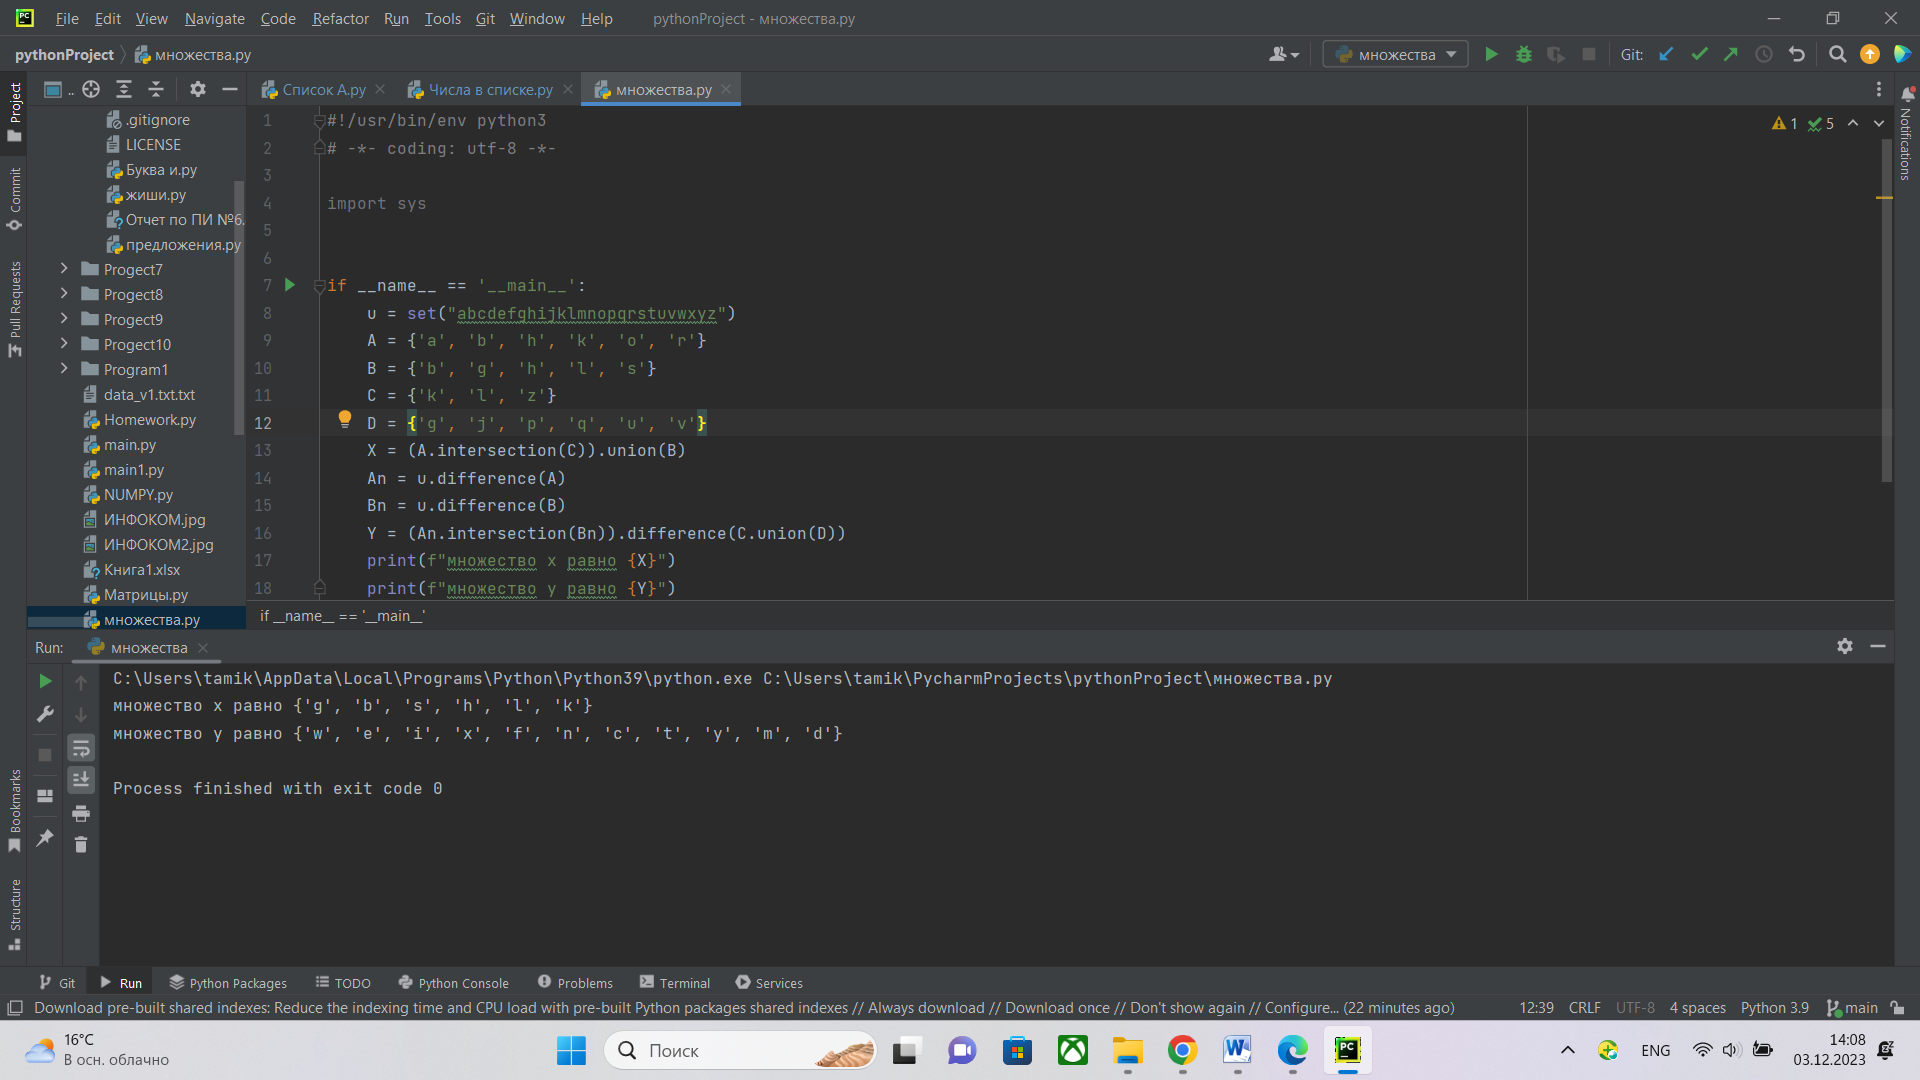 File Edit View Navigate Code Refactor Run Tools Git Window Help pythonProject - множества.py
pythonProject множества.py множества Git:
Project
Commit
Pull Requests
Bookmarks
Structure
Notifications
..
Список А.py Числа в списке.py множества.py
.gitignore
LICENSE
Буква и.py
жиши.py
Отчет по ПИ №6.
предложения.py
Progect7
Progect8
Progect9
Progect10
Program1
data_v1.txt.txt
Homework.py
main.py
main1.py
NUMPY.py
ИНФОКОМ.jpg
ИНФОКОМ2.jpg
Книга1.xlsx
Матрицы.py
множества.py
1 #!/usr/bin/env python3
2 # -*- coding: utf-8 -*-
3
4 import sys
5
6
7 if __name__ == '__main__':
8 u = set("abcdefghijklmnopqrstuvwxyz")
9 A = {'a', 'b', 'h', 'k', 'o', 'r'}
10 B = {'b', 'g', 'h', 'l', 's'}
11 C = {'k', 'l', 'z'}
12 D = {'g', 'j', 'p', 'q', 'u', 'v'}
13 X = (A.intersection(C)).union(B)
14 An = u.difference(A)
15 Bn = u.difference(B)
16 Y = (An.intersection(Bn)).difference(C.union(D))
17 print(f"множество x равно {X}")
18 print(f"множество y равно {Y}")
1 5
if __name__ == '__main__'
Run: множества
C:\Users\tamik\AppData\Local\Programs\Python\Python39\python.exe C:\Users\tamik\PycharmProjects\pythonProject\множества.py
множество x равно {'g', 'b', 's', 'h', 'l', 'k'}
множество y равно {'w', 'e', 'i', 'x', 'f', 'n', 'c', 't', 'y', 'm', 'd'}
Process finished with exit code 0
Git Run Python Packages TODO Python Console Problems Terminal Services
Download pre-built shared indexes: Reduce the indexing time and CPU load with pre-built Python packages shared indexes // Always download // Download once // Don't show again // Configure... (22 minutes ago) 12:39 CRLF UTF-8 4 spaces Python 3.9 main
16°C
В осн. облачно
Поиск
ENG
14:08
03.12.2023